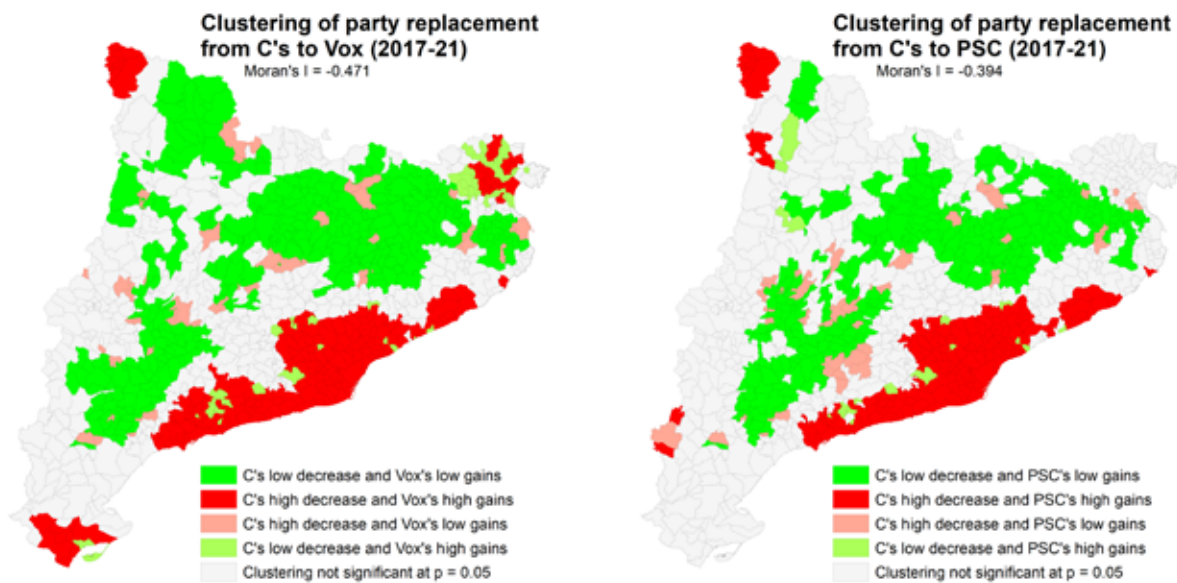 Clustering of party replacement
from C's to Vox (2017-21)
Moran's I = -0.471
C's low decrease and Vox's low gains
C's high decrease and Vox's high gains
C's high decrease and Vox's low gains
C's low decrease and Vox's high gains
Clustering not significant at p = 0.05
Clustering of party replacement
from C's to PSC (2017-21)
Moran's I = -0.394
C's low decrease and PSC's low gains
C's high decrease and PSC's high gains
C's high decrease and PSC's low gains
C's low decrease and PSC's high gains
Clustering not significant at p = 0.05